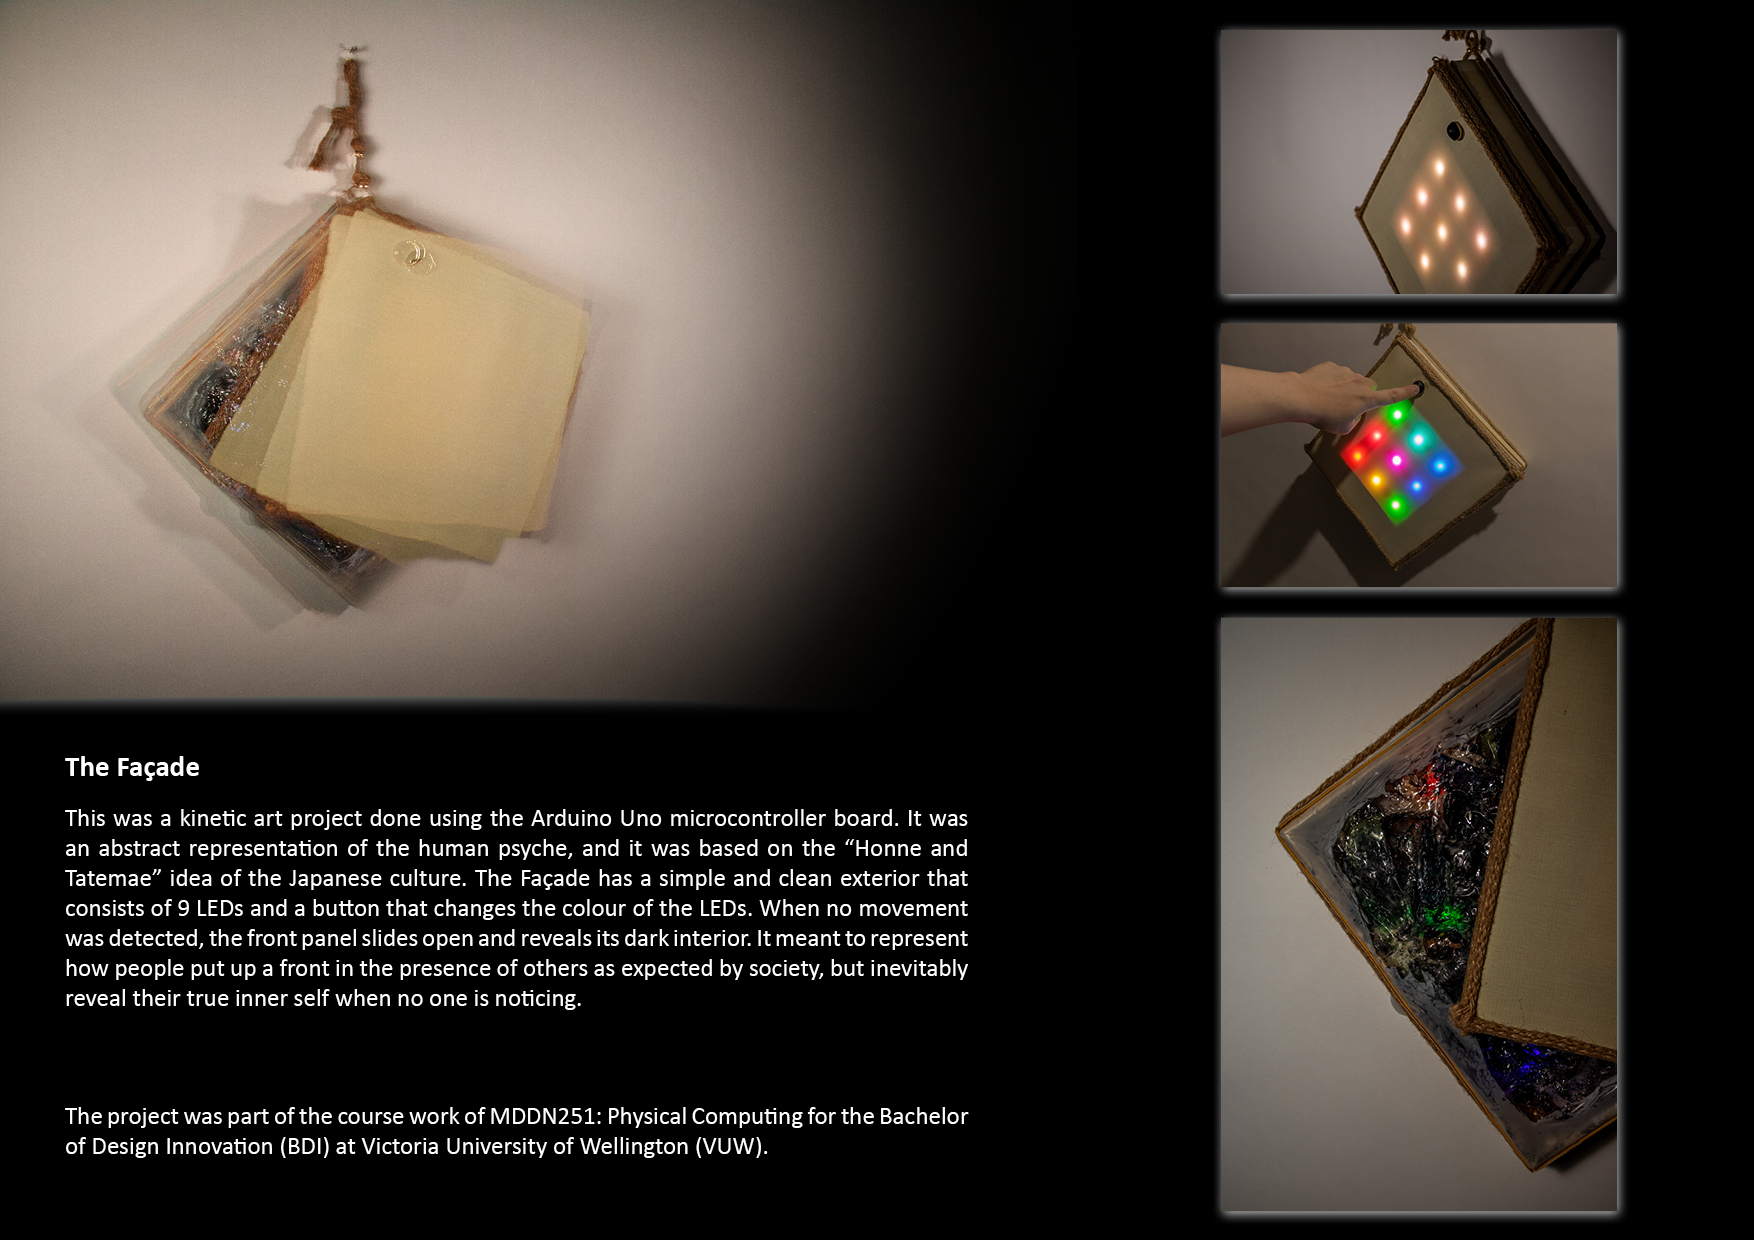 The Façade
This was a kinetic art project done using the Arduino Uno microcontroller board. It was
an abstract representation of the human psyche, and it was based on the “Honne and
Tatemae” idea of the Japanese culture. The Façade has a simple and clean exterior that
consists of 9 LEDs and a button that changes the colour of the LEDs. When no movement
was detected, the front panel slides open and reveals its dark interior. It meant to represent
how people put up a front in the presence of others as expected by society, but inevitably
reveal their true inner self when no one is noticing.
The project was part of the course work of MDDN251: Physical Computing for the Bachelor
of Design Innovation (BDI) at Victoria University of Wellington (VUW).